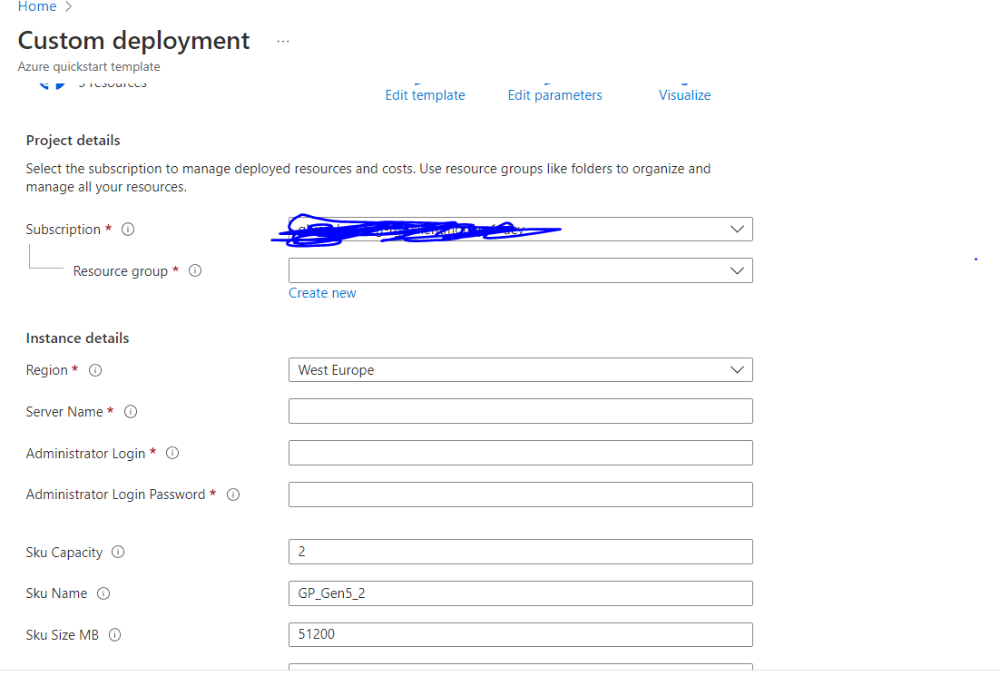 Home >
Custom deployment ...
Azure quickstart template
5 resources
Edit template Edit parameters Visualize
Project details
Select the subscription to manage deployed resources and costs. Use resource groups like folders to organize and
manage all your resources.
Subscription *
Resource group *
Create new
Instance details
Region * West Europe
Server Name *
Administrator Login *
Administrator Login Password *
Sku Capacity 2
Sku Name GP_Gen5_2
Sku Size MB 51200